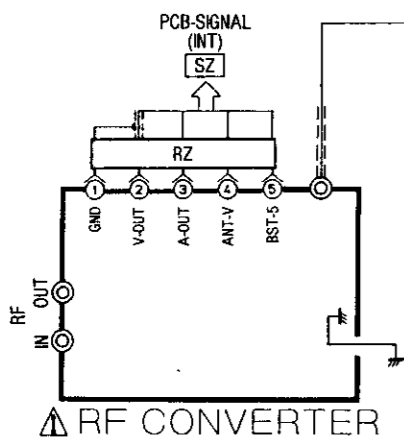 PCB-SIGNAL
(INT)
SZ
RZ
1 2 3 4 5
GND
V-OUT
A-OUT
ANT-V
BST-5
RF
OUT
IN
RF CONVERTER